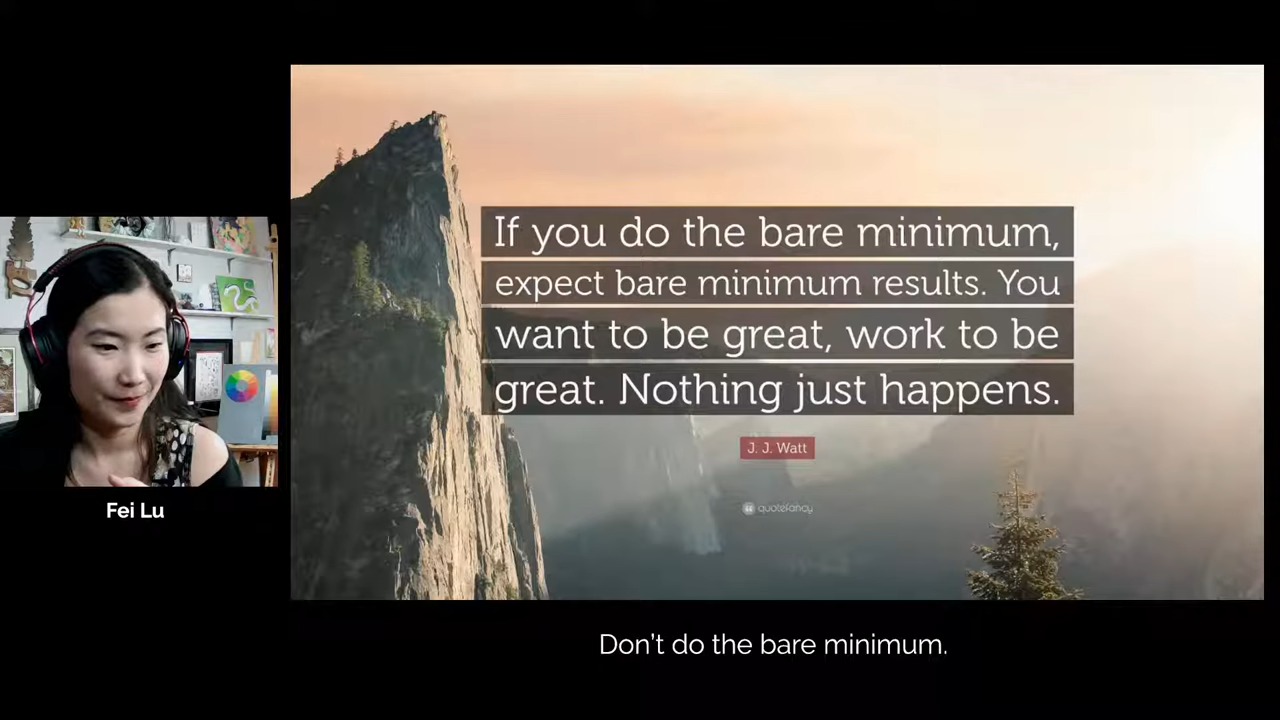 If you do the bare minimum,
expect bare minimum results. You
want to be great, work to be
great. Nothing just happens.
J. J. Watt
quotefancy
Fei Lu
Don’t do the bare minimum.